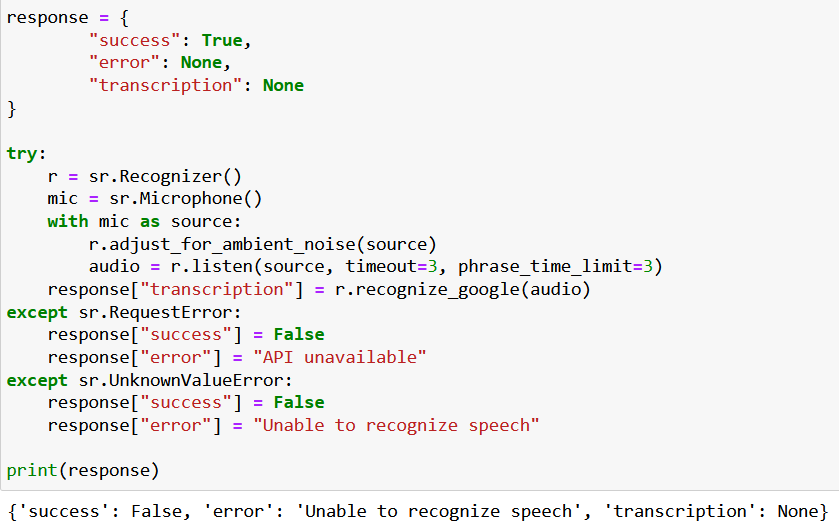 response = {
        "success": True,
        "error": None,
        "transcription": None
}

try:
    r = sr.Recognizer()
    mic = sr.Microphone()
    with mic as source:
        r.adjust_for_ambient_noise(source)
        audio = r.listen(source, timeout=3, phrase_time_limit=3)
    response["transcription"] = r.recognize_google(audio)
except sr.RequestError:
    response["success"] = False
    response["error"] = "API unavailable"
except sr.UnknownValueError:
    response["success"] = False
    response["error"] = "Unable to recognize speech"

print(response)
{'success': False, 'error': 'Unable to recognize speech', 'transcription': None}